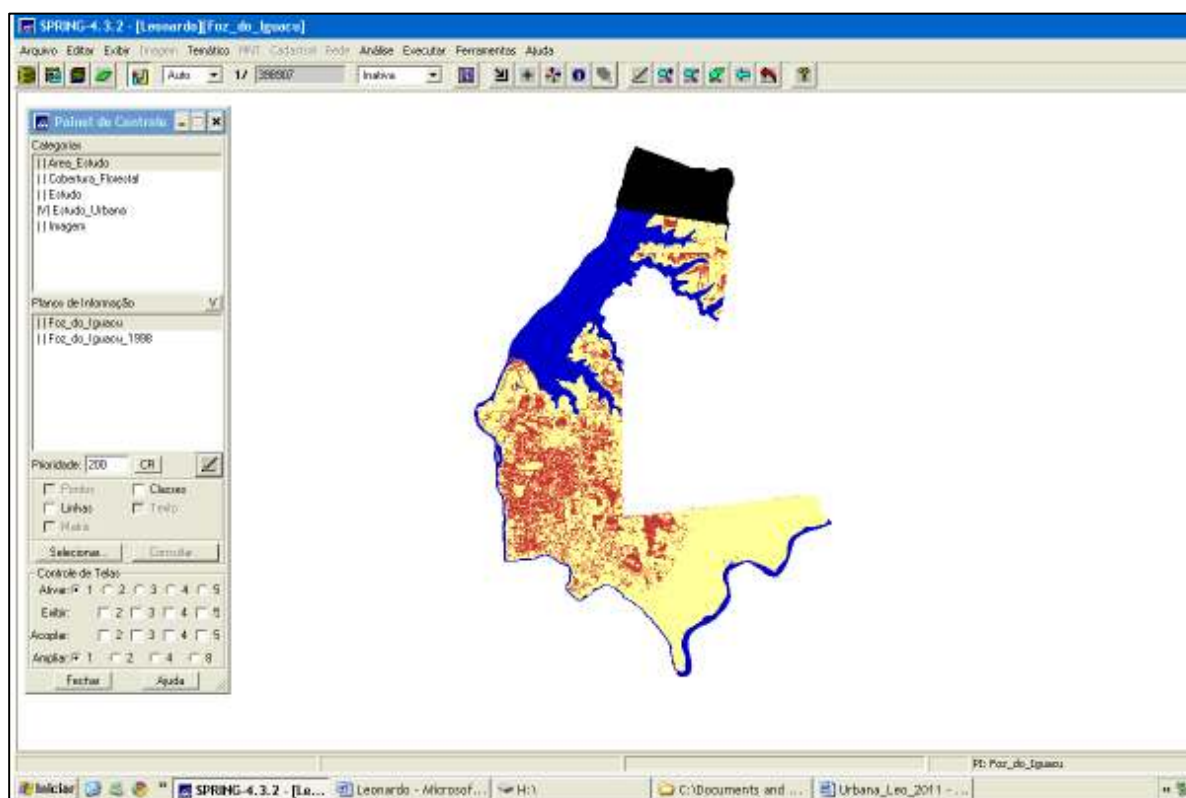 SPRING-4.3.2 - [Leonardo][Foz_do_Iguacu]
Arquivo Editar Exibir Imagem Temático MNT Cadastral Rede Análise Executar Ferramentas Ajuda
Auto 1/ 398907 Inativa
Painel de Controle
Categorias
( ) Area_Estudo
( ) Cobertura_Florestal
( ) Estudo
(V) Estudo_Urbano
( ) Imagem
Planos de Informação V
( ) Foz_do_Iguacu
( ) Foz_do_Iguacu_1998
Prioridade: 200 CR
Pontos Classes
Linhas Texto
Matriz
Selecionar... Consultar...
Controle de Telas
Ativar: 1 2 3 4 5
Exibir: 2 3 4 5
Acoplar: 2 3 4 5
Ampliar: 1 2 4 8
Fechar Ajuda
PI: Foz_do_Iguacu
Iniciar SPRING-4.3.2 - [Le... Leonardo - Microsof... H:\ C:\Documents and ... Urbana_Leo_2011 - ...